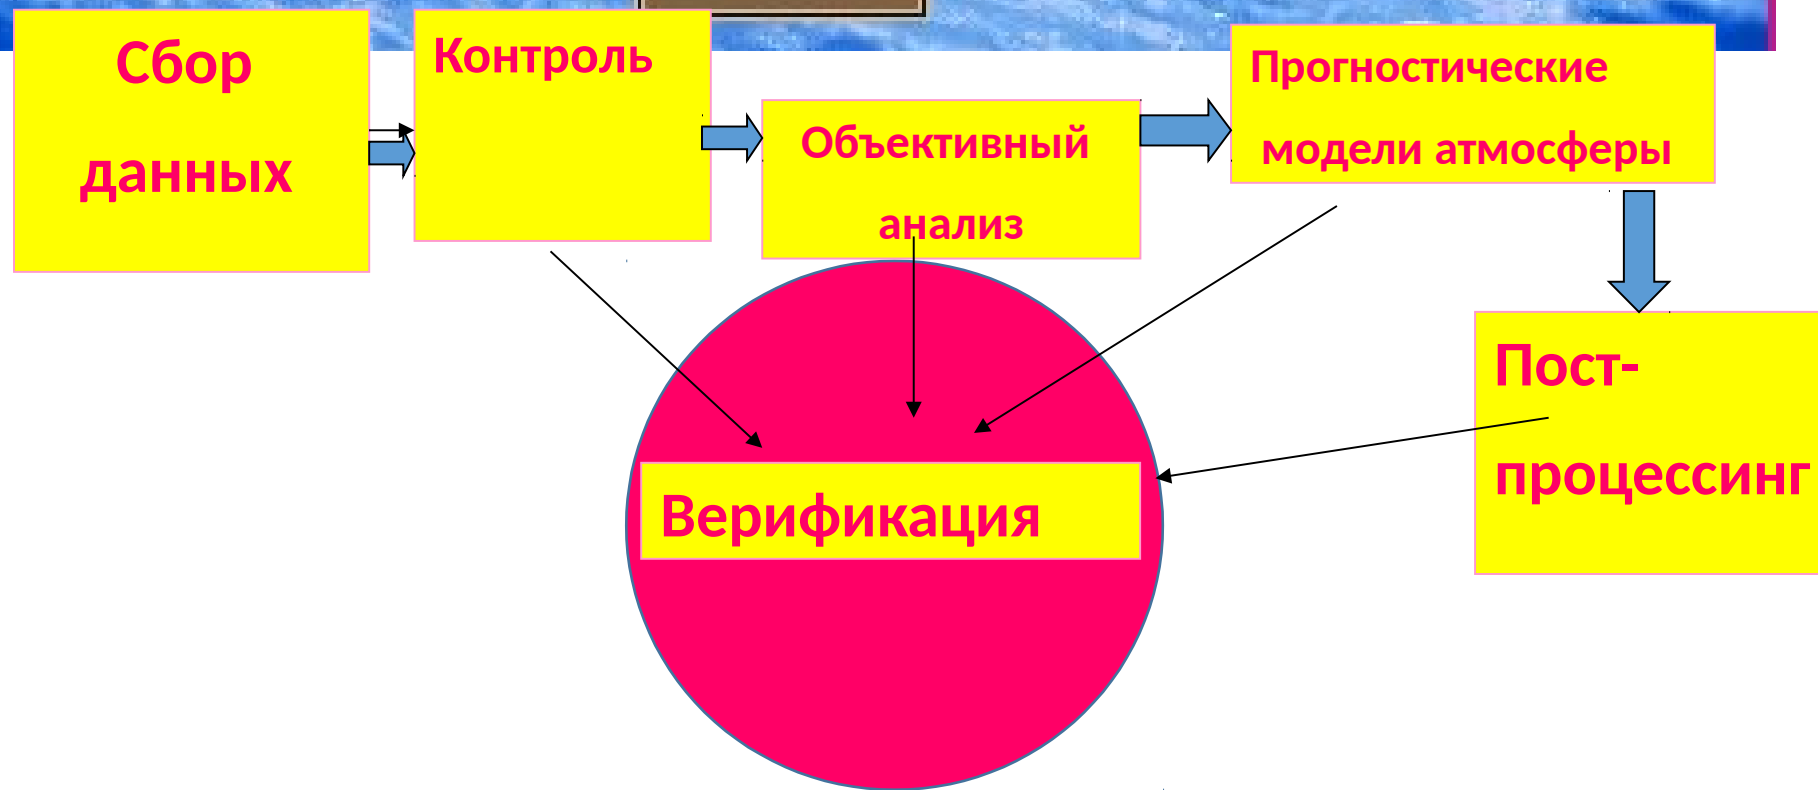 Сбор
данных
Контроль
Объективный
анализ
Прогностические
модели атмосферы
Пост-
процессинг
Верификация